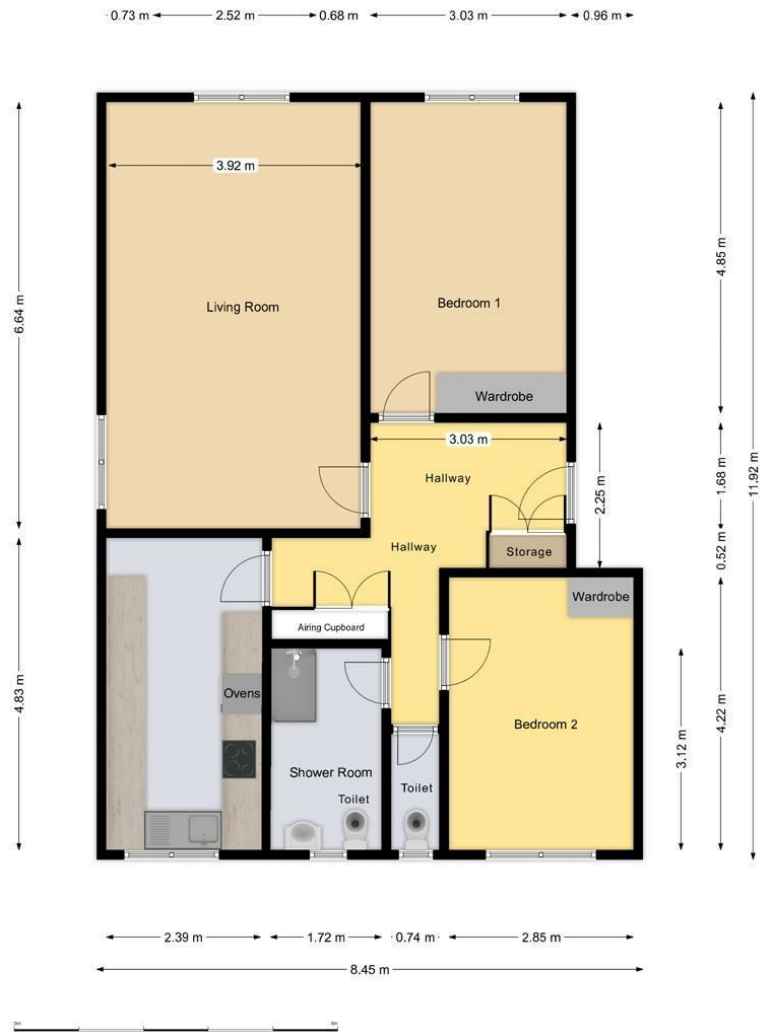 0.73 m 2.52 m 0.68 m 3.03 m 0.96 m
3.92 m
Living Room
Bedroom 1
Wardrobe
6.64 m
4.85 m
3.03 m
Hallway
Hallway
Storage
2.25 m
1.68 m
0.52 m
11.92 m
Airing Cupboard
Wardrobe
Ovens
Bedroom 2
Shower Room
Toilet
Toilet
4.83 m
3.12 m
4.22 m
2.39 m 1.72 m 0.74 m 2.85 m
8.45 m